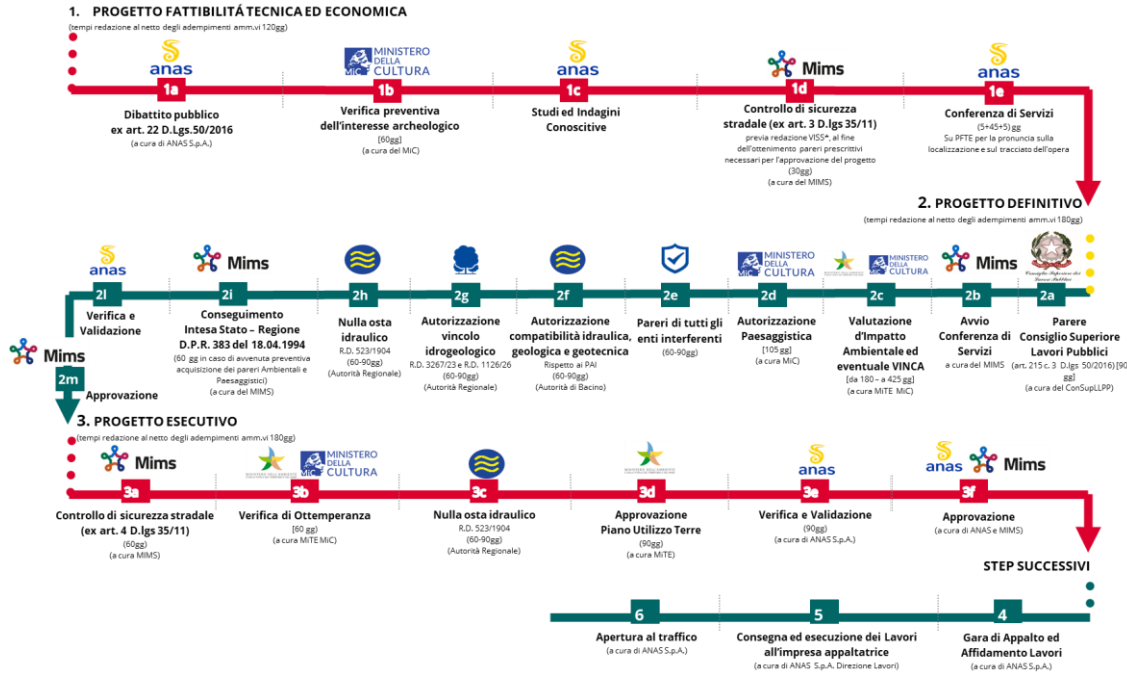 1. PROGETTO FATTIBILITÁ TECNICA ED ECONOMICA
(tempi redazione al netto degli adempimenti amm.vi 120gg)
anas
1a
Dibattito pubblico
ex art. 22 D.Lgs.50/2016
(a cura di ANAS S.p.A.)
MiC
MINISTERO
DELLA
CULTURA
1b
Verifica preventiva
dell'interesse archeologico
[60gg]
(a cura del MiC)
anas
1c
Studi ed Indagini
Conoscitive
Mims
1d
Controllo di sicurezza
stradale (ex art. 3 D.lgs 35/11)
previa redazione VISS*, al fine
dell'ottenimento pareri prescrittivi
necessari per l'approvazione del progetto
(30gg)
(a cura del MIMS)
anas
1e
Conferenza di Servizi
(5+45+5) gg
Su PFTE per la pronuncia sulla
localizzazione e sul tracciato dell'opera
2. PROGETTO DEFINITIVO
(tempi redazione al netto degli adempimenti amm.vi 180gg)
anas
2l
Verifica e
Validazione
Mims
2i
Conseguimento
Intesa Stato – Regione
D.P.R. 383 del 18.04.1994
(60 gg in caso di avvenuta preventiva
acquisizione dei pareri Ambientali e
Paesaggistici)
(a cura del MIMS)
2h
Nulla osta
idraulico
R.D. 523/1904
(60-90gg)
(Autorità Regionale)
2g
Autorizzazione
vincolo
idrogeologico
R.D. 3267/23 e R.D. 1126/26
(60-90gg)
(Autorità Regionale)
2f
Autorizzazione
compatibilità idraulica,
geologica e geotecnica
Rispetto ai PAI
(60-90gg)
(Autorità di Bacino)
2e
Pareri di tutti gli
enti interferenti
(60-90gg)
MiC
MINISTERO
DELLA
CULTURA
2d
Autorizzazione
Paesaggistica
[105 gg]
(a cura MiC)
MiC
MINISTERO
DELLA
CULTURA
2c
Valutazione
d'Impatto
Ambientale ed
eventuale VINCA
[da 180 – a 425 gg]
(a cura MiTE MiC)
Mims
2b
Avvio
Conferenza di
Servizi
a cura del MIMS
Consiglio Superiore dei
Lavori Pubblici
2a
Parere
Consiglio Superiore
Lavori Pubblici
(art. 215 c. 3 D.lgs 50/2016) [90
gg]
(a cura del ConSupLLPP)
Mims
2m
Approvazione
3. PROGETTO ESECUTIVO
(tempi redazione al netto degli adempimenti amm.vi 180gg)
Mims
3a
Controllo di sicurezza stradale
(ex art. 4 D.lgs 35/11)
(60gg)
(a cura MIMS)
MiC
MINISTERO
DELLA
CULTURA
3b
Verifica di Ottemperanza
[60 gg]
(a cura MiTE MiC)
3c
Nulla osta idraulico
R.D. 523/1904
(60-90gg)
(Autorità Regionale)
3d
Approvazione
Piano Utilizzo Terre
(90gg)
(a cura MiTE)
anas
3e
Verifica e Validazione
(90gg)
(a cura di ANAS S.p.A.)
anas
Mims
3f
Approvazione
(a cura di ANAS e MIMS)
STEP SUCCESSIVI
6
Apertura al traffico
(a cura di ANAS S.p.A.)
5
Consegna ed esecuzione dei Lavori
all'impresa appaltatrice
(a cura di ANAS S.p.A. Direzione Lavori)
4
Gara di Appalto ed
Affidamento Lavori
(a cura di ANAS S.p.A.)